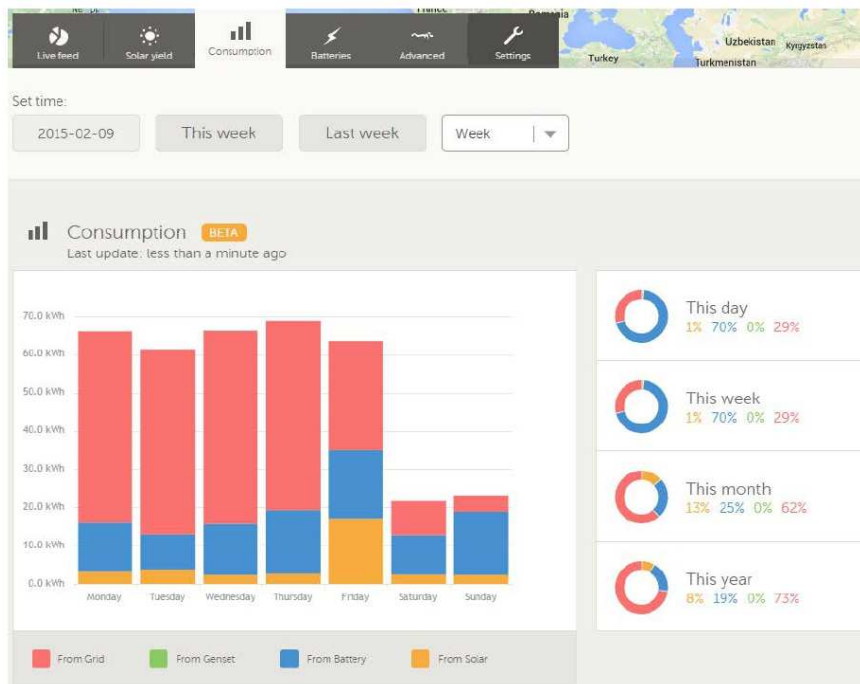 Romania
Uzbekistan
Kyrgyzstan
Turkey
Turkmenistan
Live feed
Solar yield
Consumption
Batteries
Advanced
Settings
Set time:
2015-02-09
This week
Last week
Week
Consumption
BETA
Last update: less than a minute ago
70.0 kWh
60.0 kWh
50.0 kWh
40.0 kWh
30.0 kWh
20.0 kWh
10.0 kWh
0.0 kWh
Monday
Tuesday
Wednesday
Thursday
Friday
Saturday
Sunday
From Grid
From Genset
From Battery
From Solar
This day
1% 70% 0% 29%
This week
1% 70% 0% 29%
This month
13% 25% 0% 62%
This year
8% 19% 0% 73%